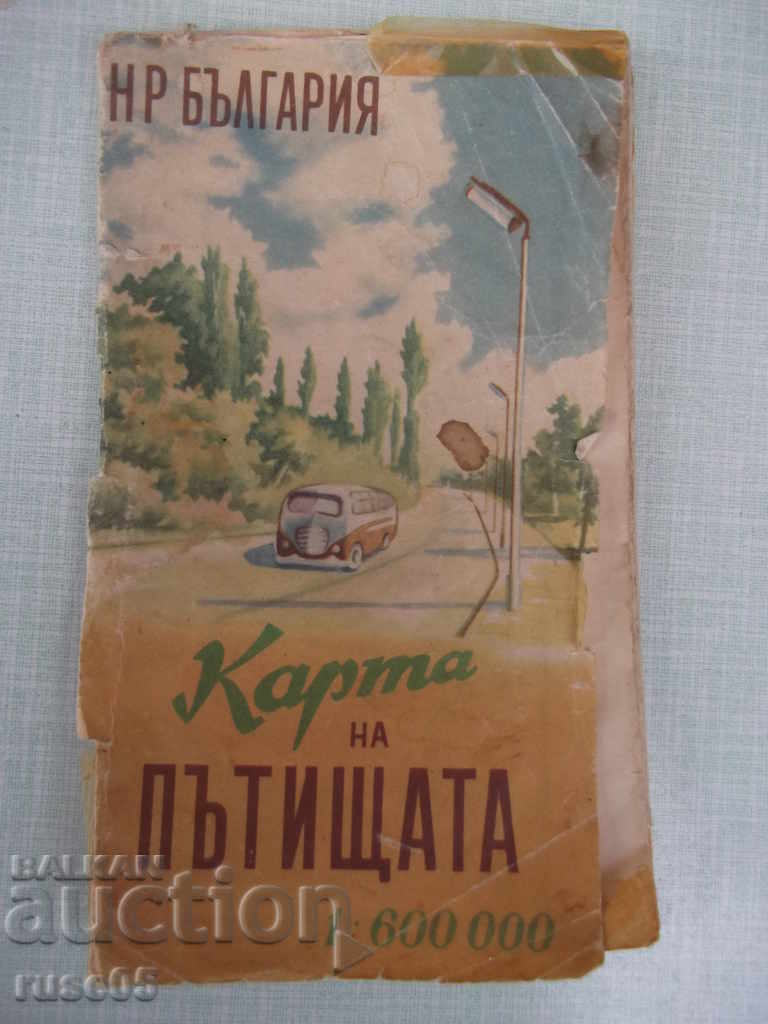 НР БЪЛГАРИЯ
Карта
НА
ПЪТИЩАТА
1:600 000
BALKAN
auction
ruse05